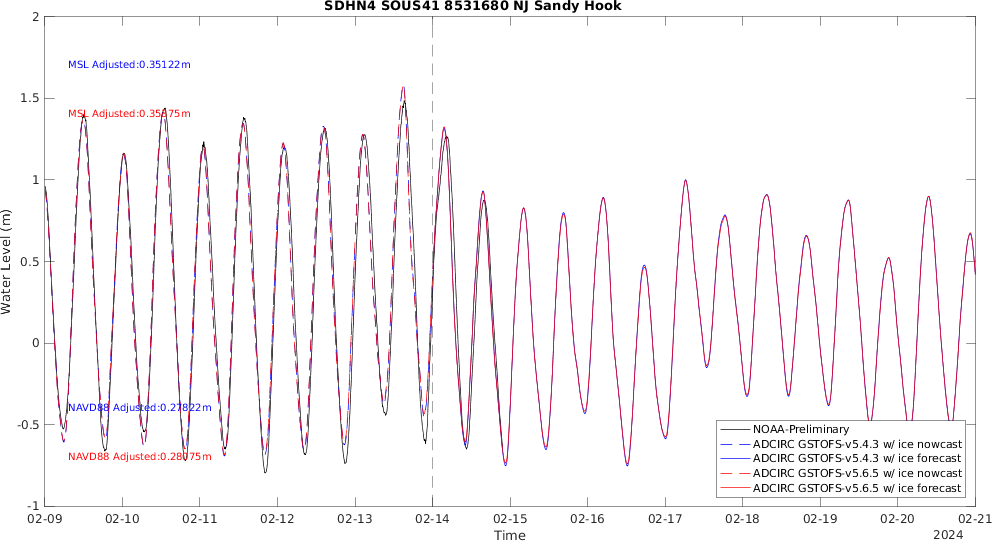 SDHN4 SOUS41 8531680 NJ Sandy Hook
2
1.5
1
0.5
0
-0.5
-1
Water Level (m)
MSL Adjusted:0.35122m
NAVD88 Adjusted:0.27822m
NOAA-Preliminary
ADCIRC GSTOFS-v5.4.3 w/ ice nowcast
ADCIRC GSTOFS-v5.4.3 w/ ice forecast
ADCIRC GSTOFS-v5.6.5 w/ ice nowcast
ADCIRC GSTOFS-v5.6.5 w/ ice forecast
02-09 02-10 02-11 02-12 02-13 02-14 02-15 02-16 02-17 02-18 02-19 02-20 02-21
Time
2024
MSL Adjusted:
NAVD88 Adjusted: